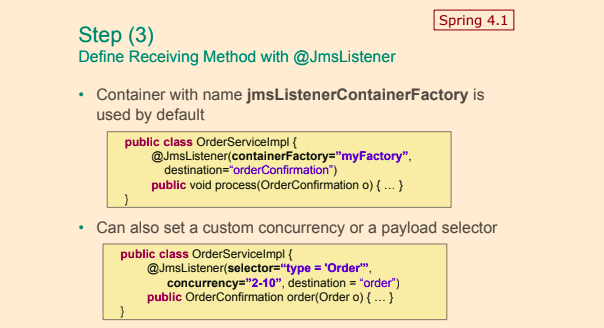 Spring 4.1
Step (3)
Define Receiving Method with @JmsListener
• Container with name jmsListenerContainerFactory is
used by default
public class OrderServiceImpl {
@JmsListener(containerFactory=”myFactory”,
destination=“orderConfirmation”)
public void process(OrderConfirmation o) { … }
}
• Can also set a custom concurrency or a payload selector
public class OrderServiceImpl {
@JmsListener(selector=“type = 'Order'”,
concurrency=”2-10”, destination = “order”)
public OrderConfirmation order(Order o) { … }
}